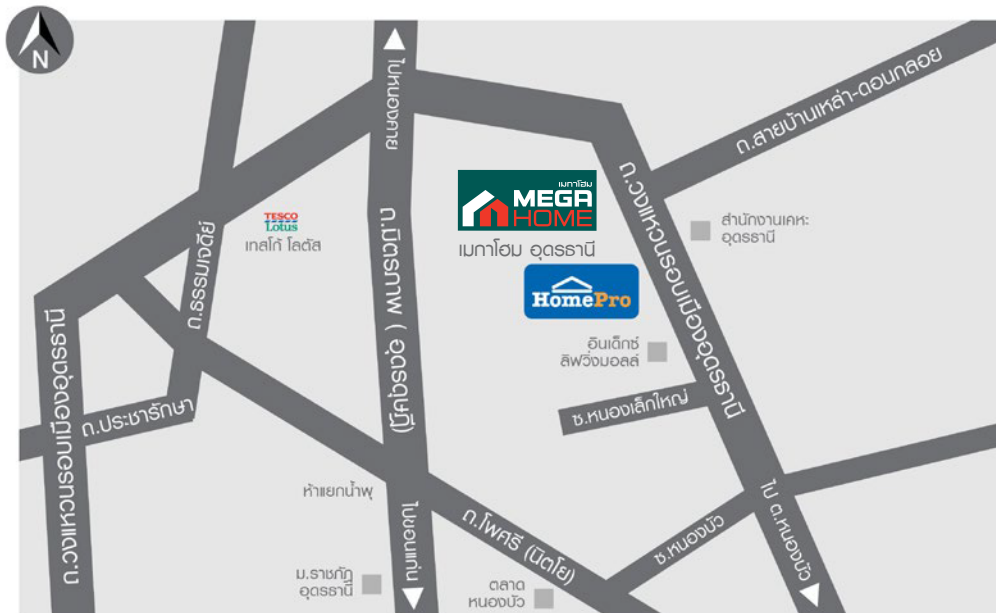 N
ไปหนองคาย
ถ.สายบ้านเหล่า-ดอนกลอย
ถ.วงแหวนรอบเมืองอุดรธานี
เมกาโฮม
MEGA
HOME
เมกาโฮม อุดรธานี
HomePro
สำนักงานเคหะ
อุดรธานี
TESCO
Lotus
เทสโก้ โลตัส
ถ.ธรรมเจดีย์
ถ.มิตรภาพ ( อุดรดุษฎี)
อินเด็กซ์
ลิฟวิ่งมอลล์
ถ.วงแหวนรอบเมืองอุดรธานี
ถ.ประชารักษา
ซ.หนองเล็กใหญ่
ห้าแยกน้ำพุ
ไปขอนแก่น
ถ.โพศรี (นิตโย)
ซ.หนองบัว
ไป ต.หนองบัว
ม.ราชภัฏ
อุดรธานี
ตลาด
หนองบัว